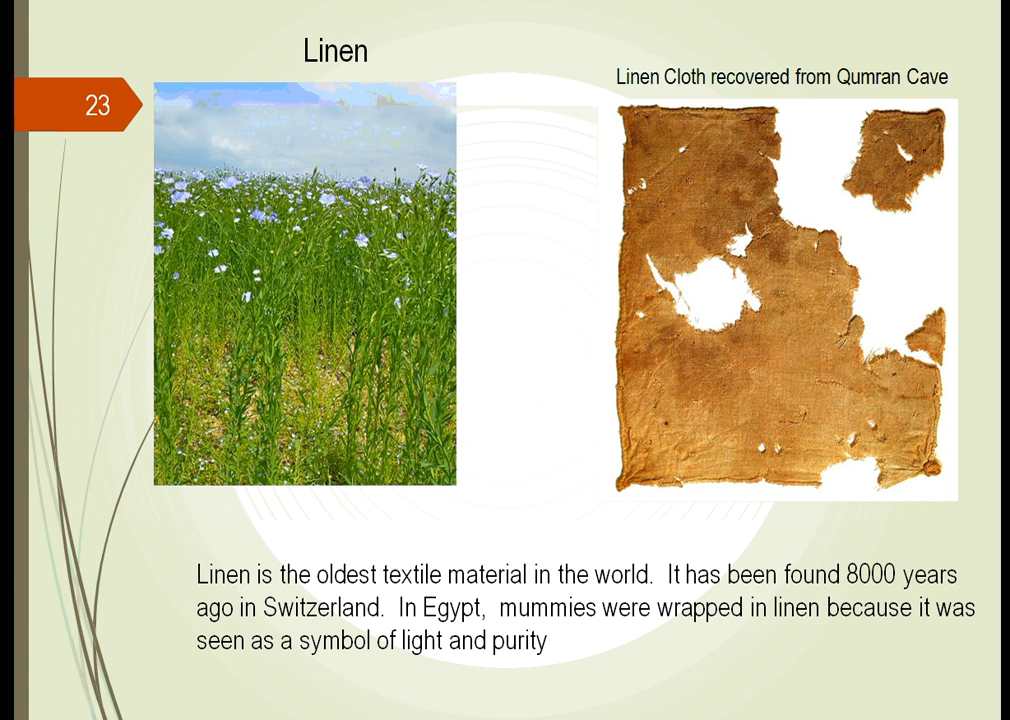 Linen
Linen Cloth recovered from Qumran Cave
23
Linen is the oldest textile material in the world.  It has been found 8000 years
ago in Switzerland.  In Egypt,  mummies were wrapped in linen because it was
seen as a symbol of light and purity